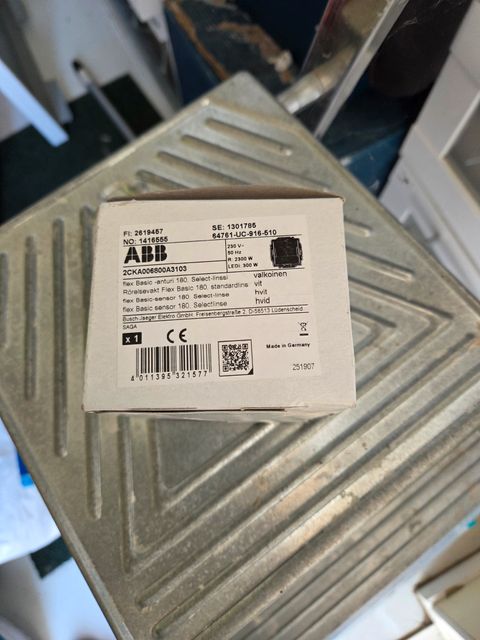 FI: 2619457
NO: 1416555
SE: 1301785
64761-UC-916-510
ABB
230 V~
50 Hz
R: 2300 W
LEDi: 300 W
2CKA006800A3103
flex Basic -anturi 180, Select-linssi valkoinen
Rörelsevakt Flex Basic 180, standardlins vit
flex Basic-sensor 180, Select-linse hvit
flex Basic sensor 180, Selectlinse hvid
Busch-Jaeger Elektro GmbH, Freisenbergstraße 2, D-58513 Lüdenscheid
SAGA
x 1
CE
Made in Germany
4 011395 321577
251907